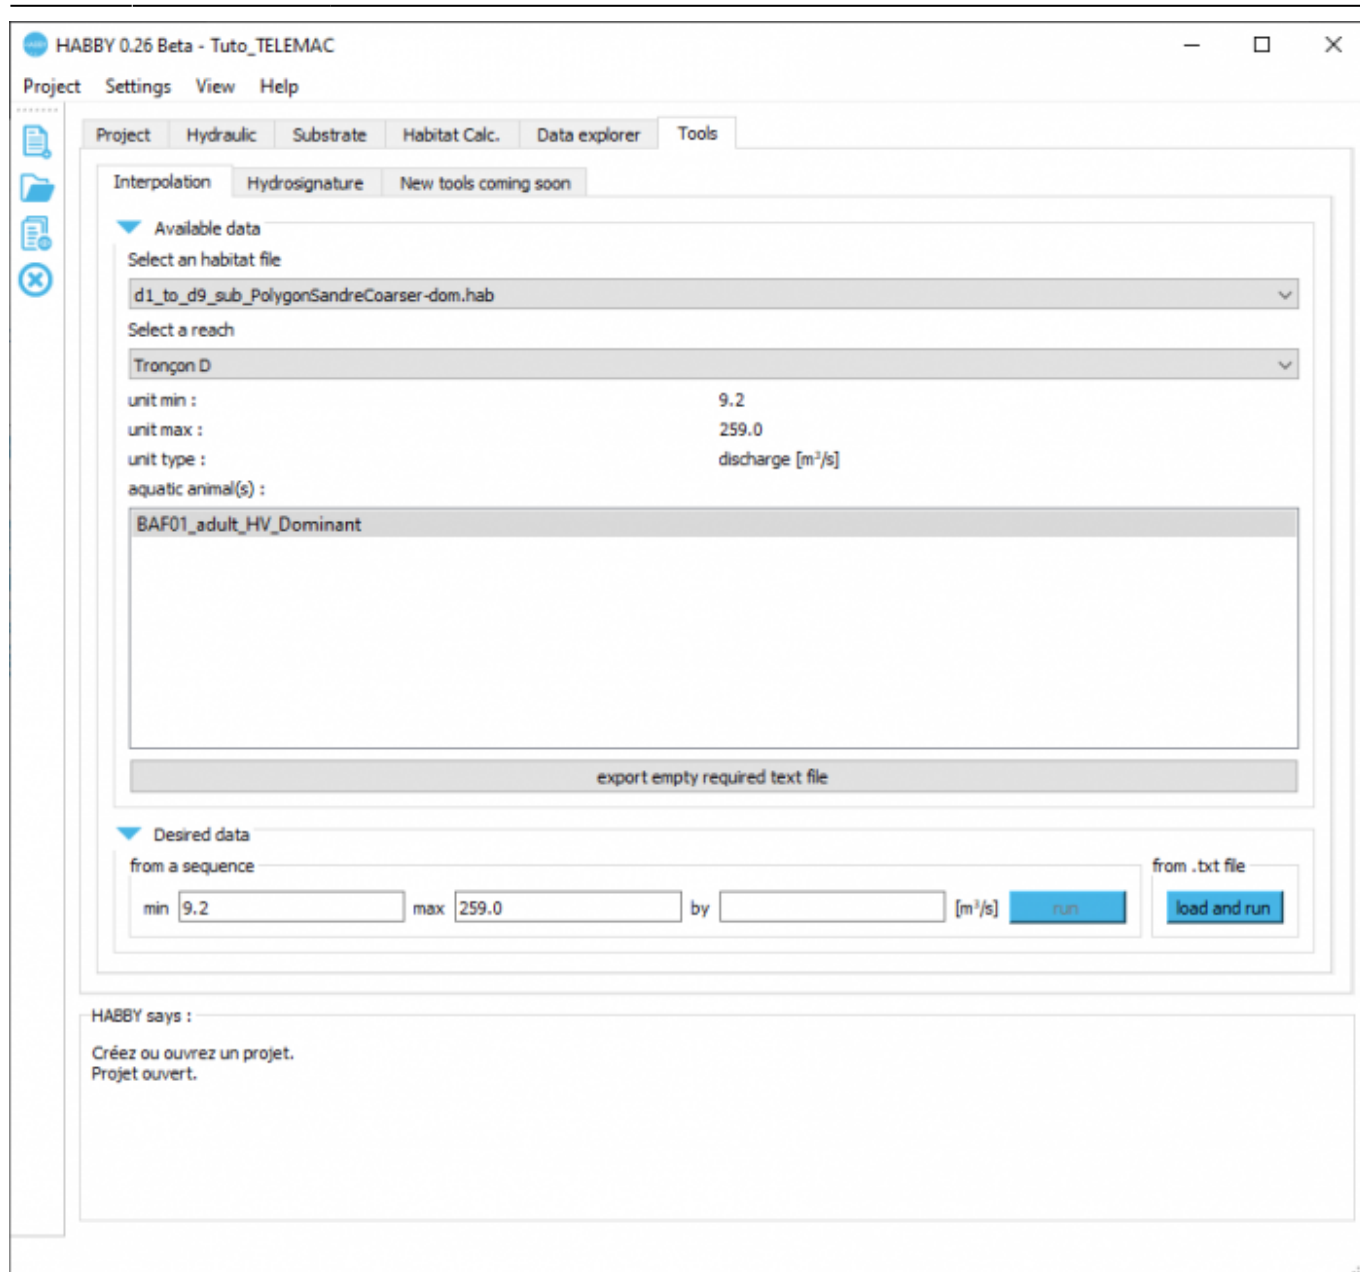 HABBY 0.26 Beta - Tuto_TELEMAC
Project Settings View Help
Project Hydraulic Substrate Habitat Calc. Data explorer Tools
Interpolation Hydrosignature New tools coming soon
Available data
Select an habitat file
d1_to_d9_sub_PolygonSandreCoarser-dom.hab
Select a reach
Tronçon D
unit min : 9.2
unit max : 259.0
unit type : discharge [m³/s]
aquatic animal(s) :
BAF01_adult_HV_Dominant
export empty required text file
Desired data
from a sequence from .txt file
min 9.2 max 259.0 by [m³/s] run load and run
HABBY says :
Créez ou ouvrez un projet.
Projet ouvert.